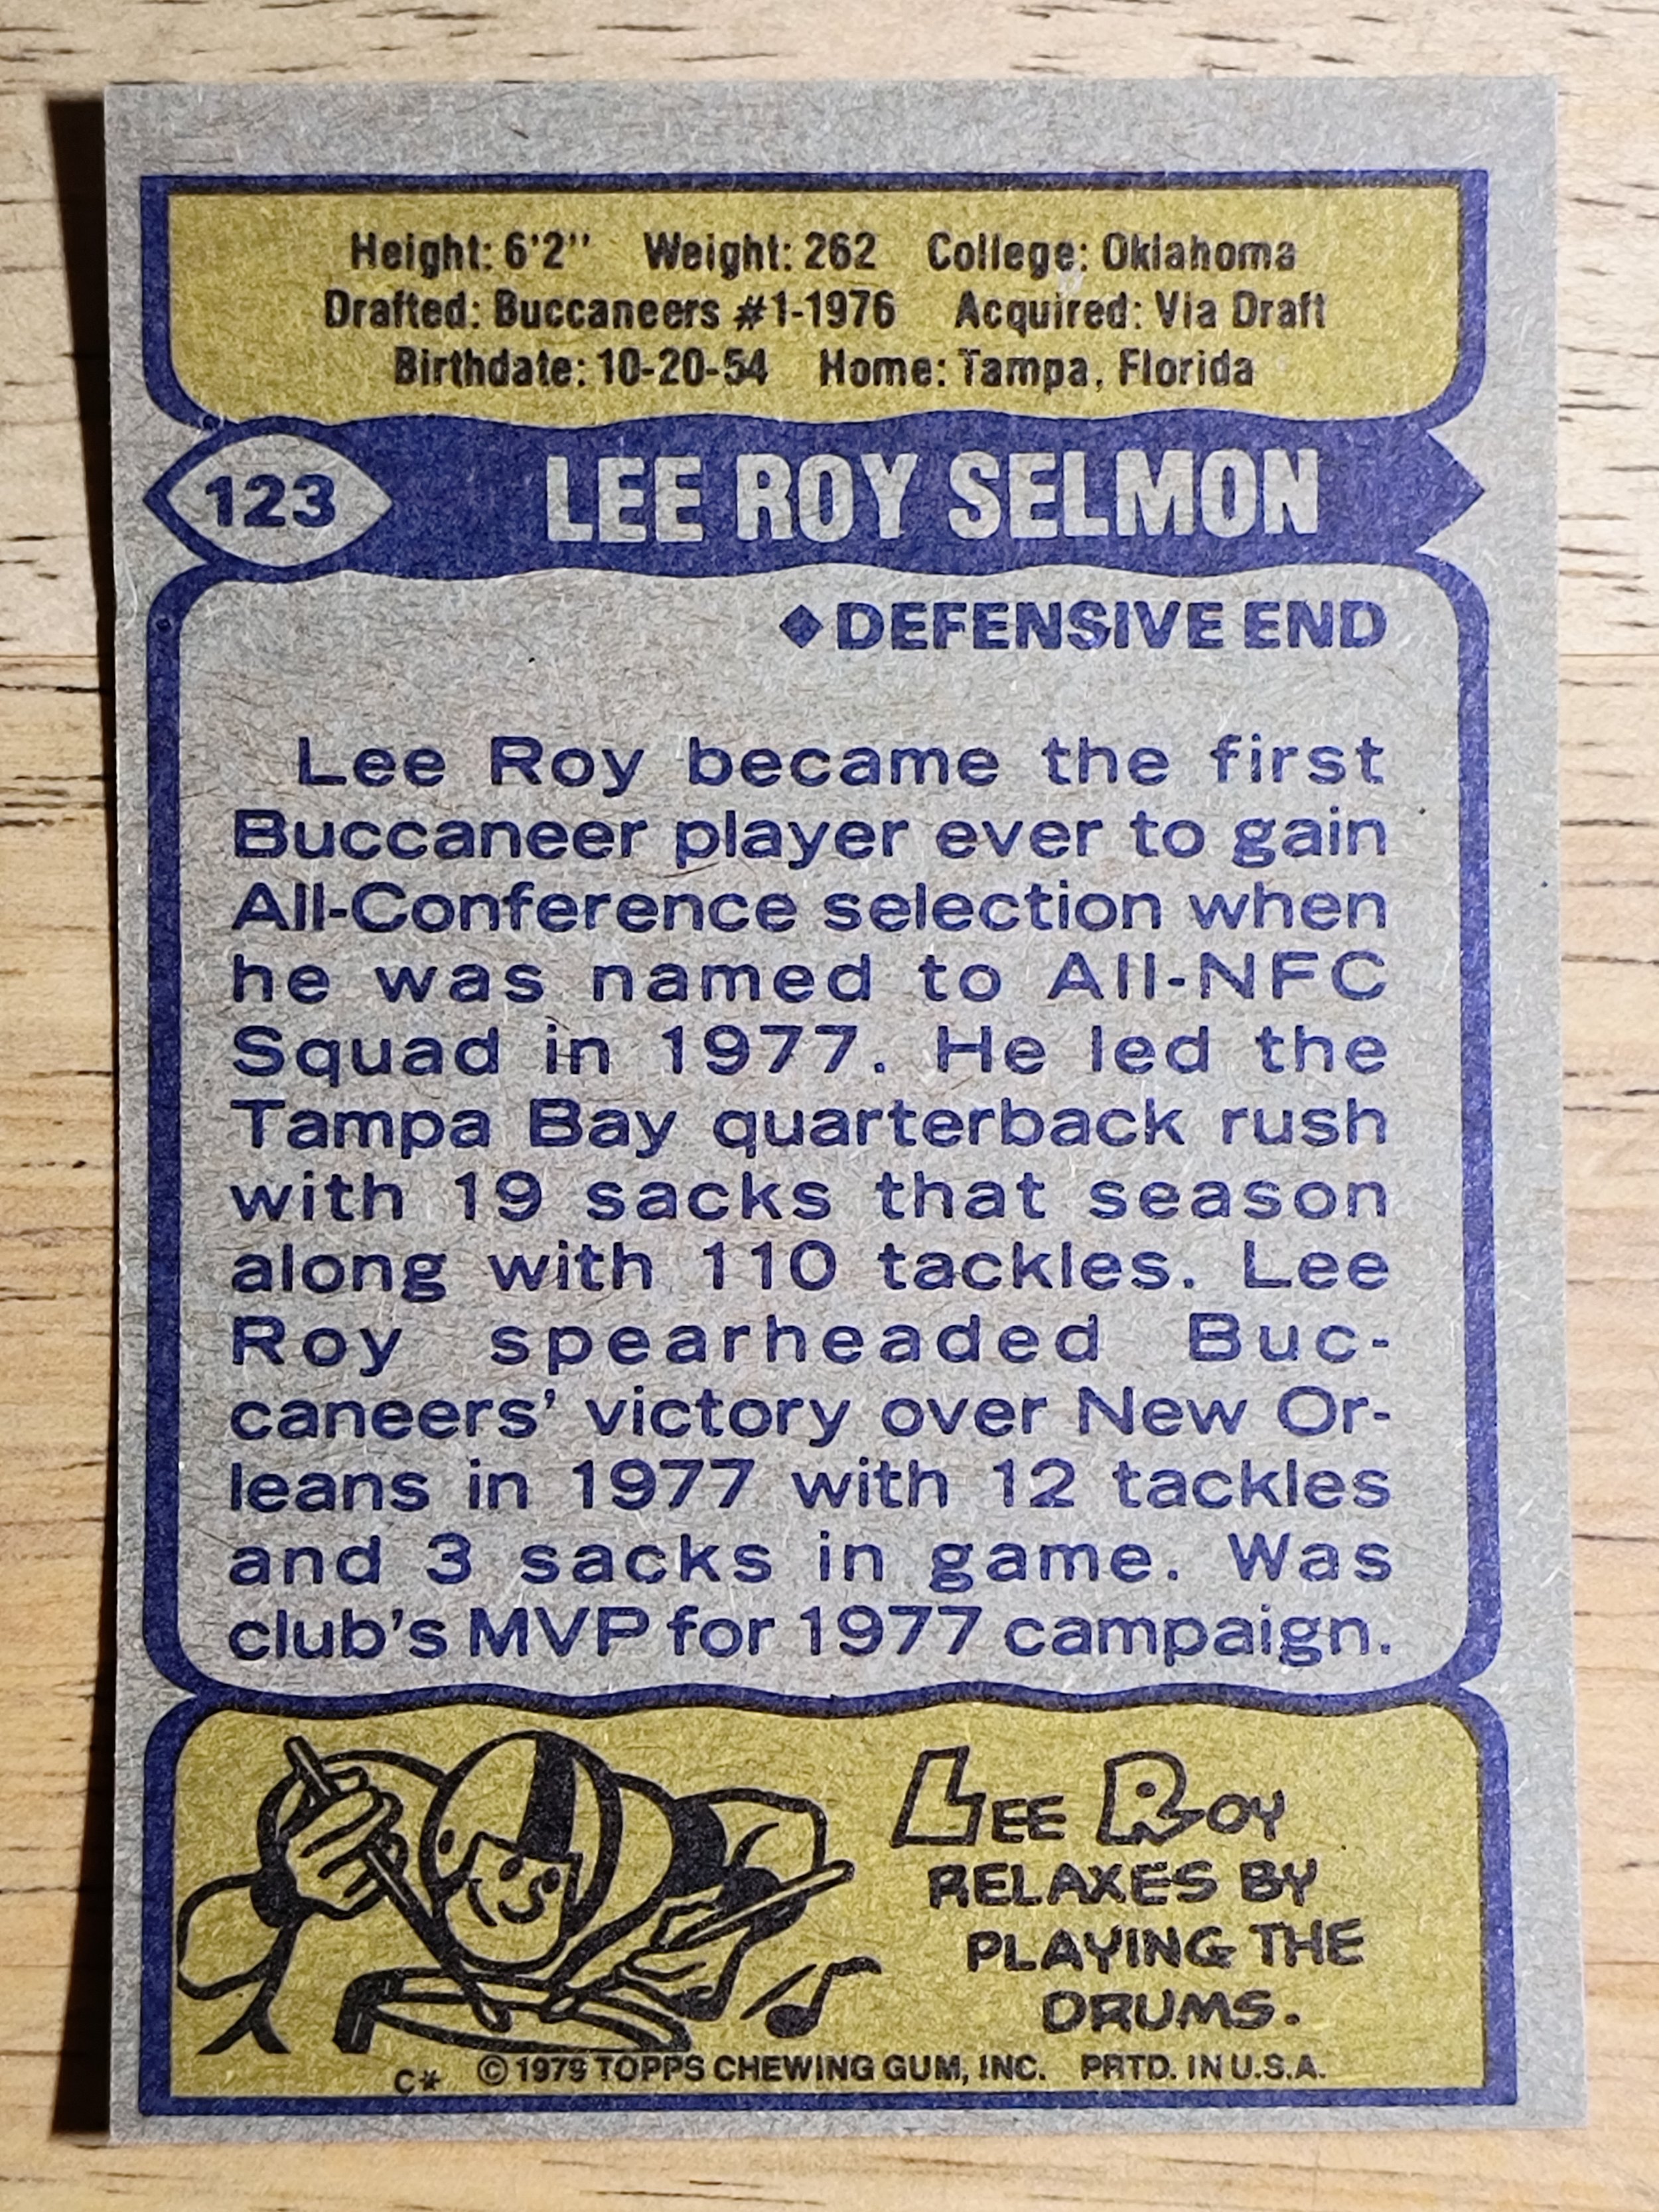 Height: 6'2" Weight: 262 College: Oklahoma
Drafted: Buccaneers #1-1976 Acquired: Via Draft
Birthdate: 10-20-54 Home: Tampa, Florida
123 LEE ROY SELMON
◆DEFENSIVE END
Lee Roy became the first
Buccaneer player ever to gain
All-Conference selection when
he was named to All-NFC
Squad in 1977. He led the
Tampa Bay quarterback rush
with 19 sacks that season
along with 110 tackles. Lee
Roy spearheaded Buc-
caneers' victory over New Or-
leans in 1977 with 12 tackles
and 3 sacks in game. Was
club's MVP for 1977 campaign.
LEE ROY
RELAXES BY
PLAYING THE
DRUMS.
C* © 1979 TOPPS CHEWING GUM, INC. PRTD. IN U.S.A.